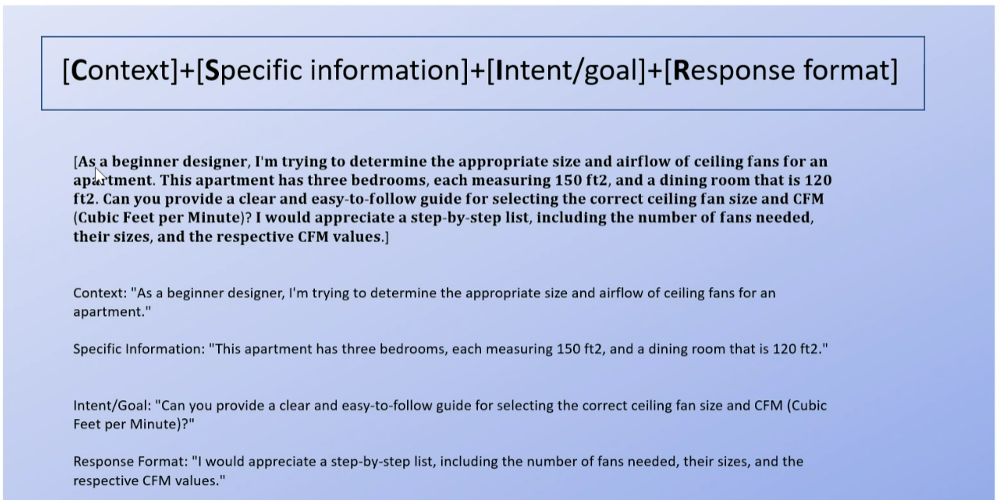 [Context]+[Specific information]+[Intent/goal]+[Response format]
[As a beginner designer, I'm trying to determine the appropriate size and airflow of ceiling fans for an
apartment. This apartment has three bedrooms, each measuring 150 ft2, and a dining room that is 120
ft2. Can you provide a clear and easy-to-follow guide for selecting the correct ceiling fan size and CFM
(Cubic Feet per Minute)? I would appreciate a step-by-step list, including the number of fans needed,
their sizes, and the respective CFM values.]
Context: "As a beginner designer, I'm trying to determine the appropriate size and airflow of ceiling fans for an
apartment."
Specific Information: "This apartment has three bedrooms, each measuring 150 ft2, and a dining room that is 120 ft2."
Intent/Goal: "Can you provide a clear and easy-to-follow guide for selecting the correct ceiling fan size and CFM (Cubic
Feet per Minute)?"
Response Format: "I would appreciate a step-by-step list, including the number of fans needed, their sizes, and the
respective CFM values."